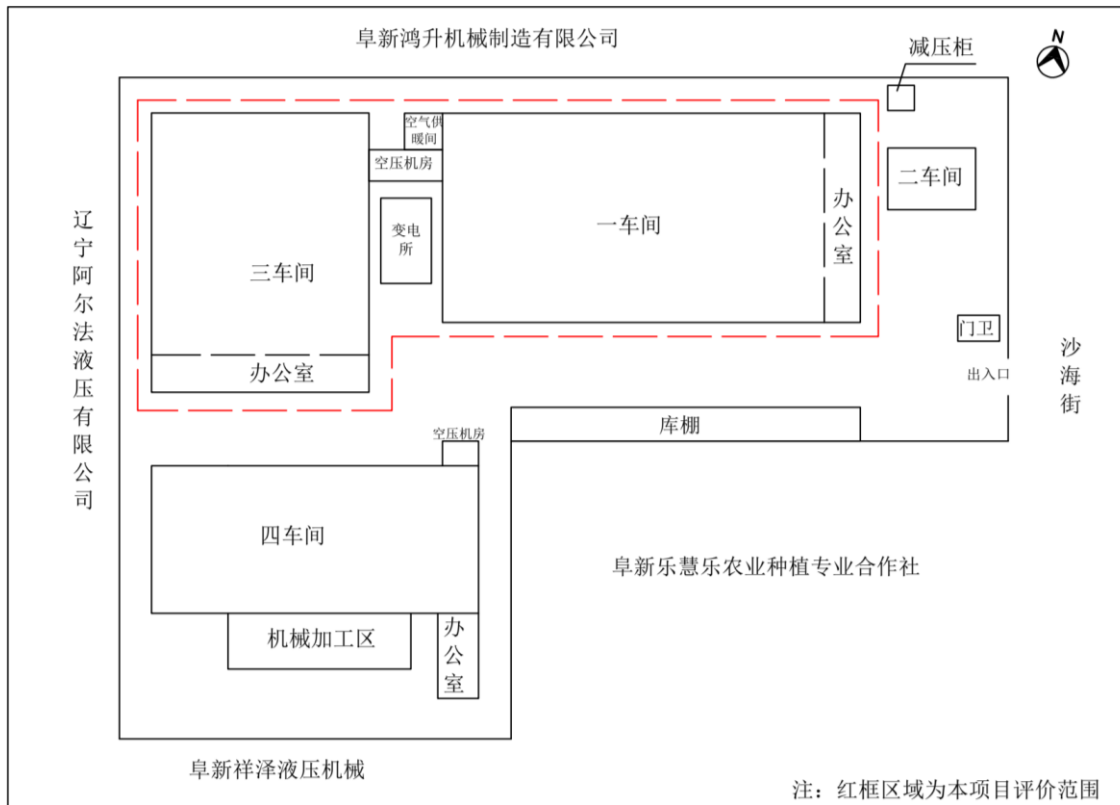 阜新鸿升机械制造有限公司
减压柜
N
空气供
暖间
空压机房
二车间
变电
所
一车间
办公室
辽宁阿尔法液压有限公司
三车间
门卫
沙海街
出入口
办公室
库棚
空压机房
四车间
阜新乐慧乐农业种植专业合作社
机械加工区
办公室
阜新祥泽液压机械
注：红框区域为本项目评价范围